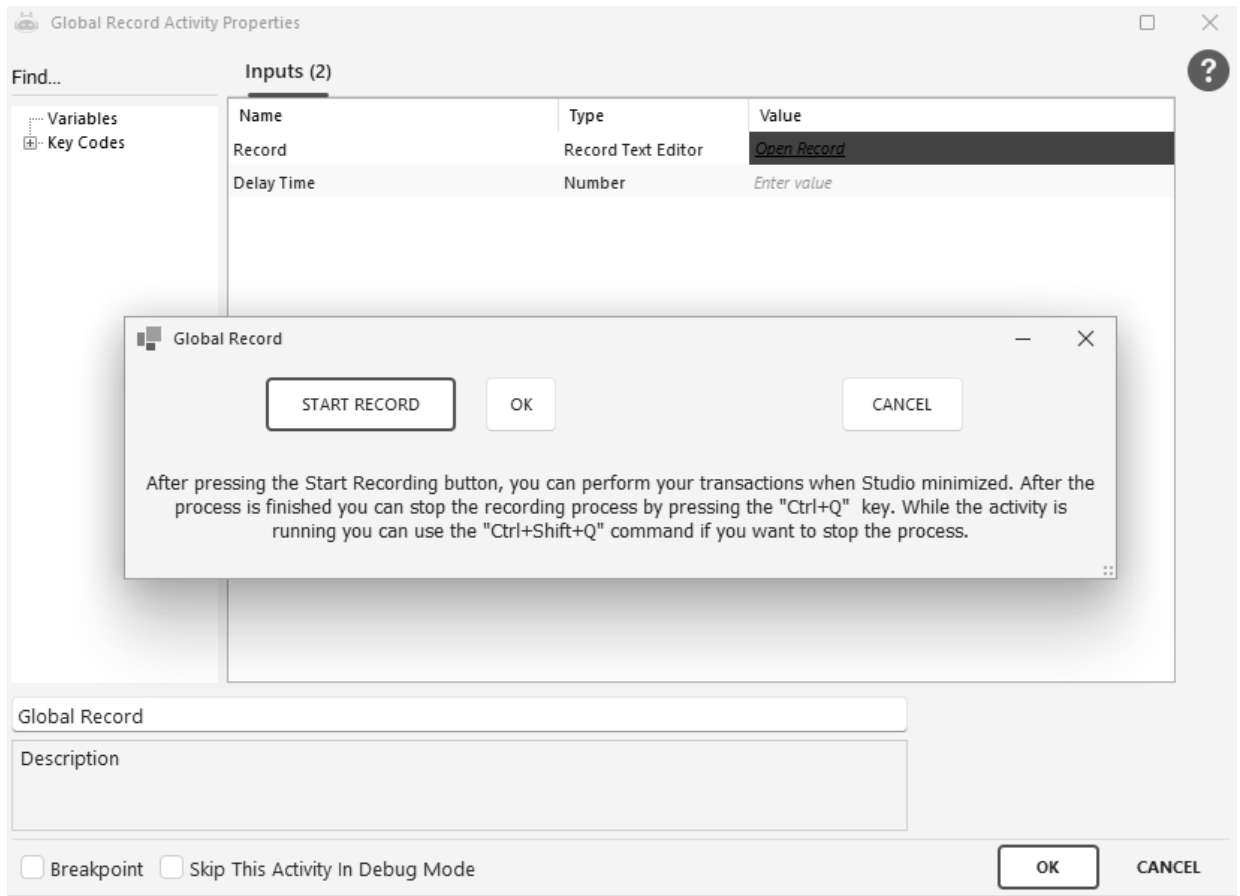 Global Record Activity Properties
Find...
Inputs (2)
?
Variables
Key Codes
Name Type Value
Record Record Text Editor Open Record
Delay Time Number Enter value
Global Record
START RECORD OK CANCEL
After pressing the Start Recording button, you can perform your transactions when Studio minimized. After the
process is finished you can stop the recording process by pressing the "Ctrl+Q" key. While the activity is
running you can use the "Ctrl+Shift+Q" command if you want to stop the process.
Global Record
Description
Breakpoint Skip This Activity In Debug Mode OK CANCEL